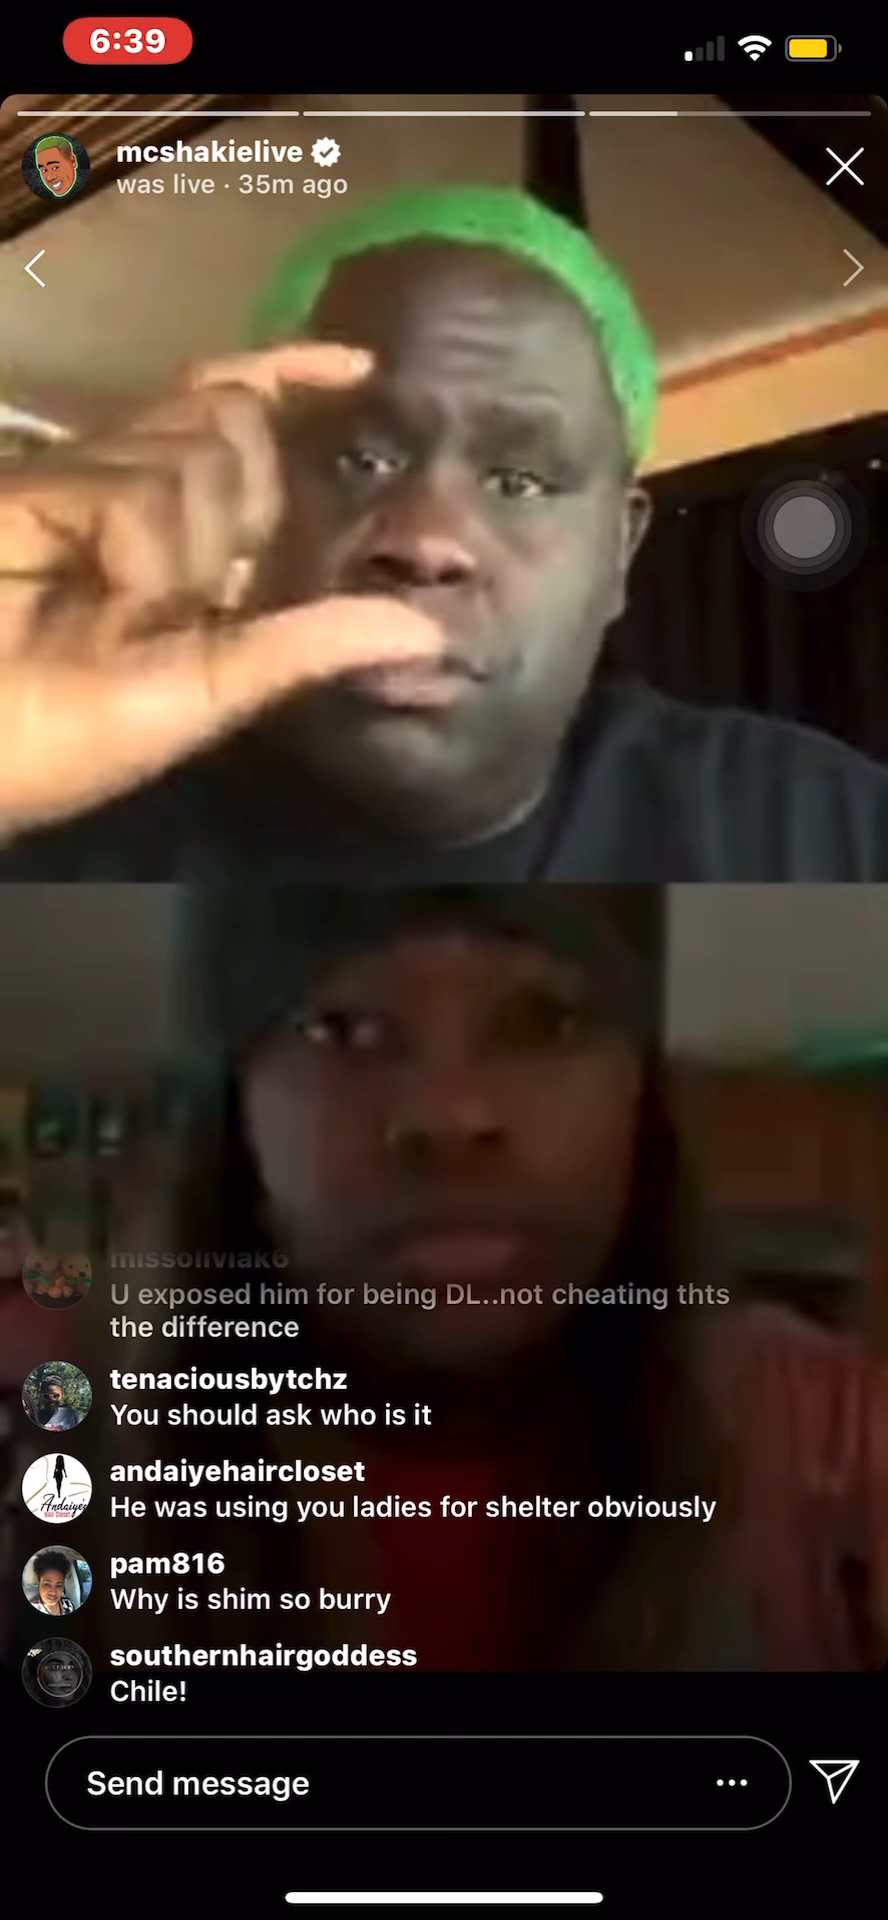 6:39
mcshakielive
was live · 35m ago
missoliviak6
U exposed him for being DL..not cheating thts
the difference
tenaciousbytchz
You should ask who is it
andaiyehaircloset
He was using you ladies for shelter obviously
pam816
Why is shim so burry
southernhairgoddess
Chile!
Send message